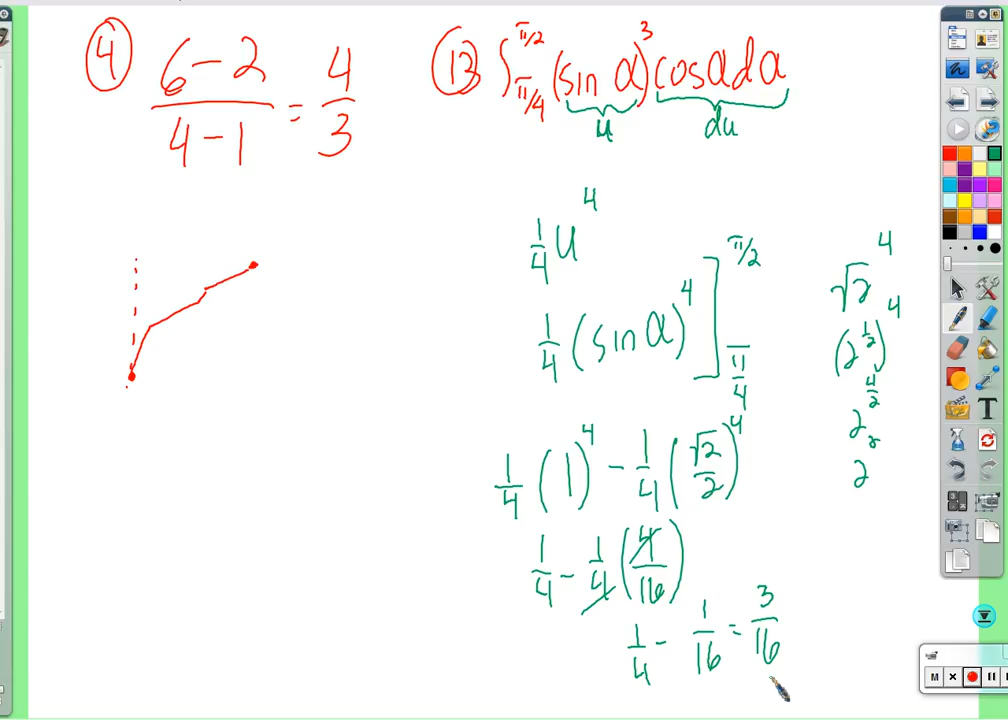 ④ (6 - 2)/(4 - 1) = 4/3
⑬ ∫_{π/4}^{π/2} (sin α)³ cos α dα
u du
1/4 u⁴
1/4 (sin α)⁴ ]_{π/4}^{π/2}
1/4 (1)⁴ - 1/4 (√2/2)⁴
1/4 - 1/4 (4/16)
1/4 - 1/16 = 3/16
√2⁴
(2^{1/2})⁴
2^{4/2}
2²
T
M